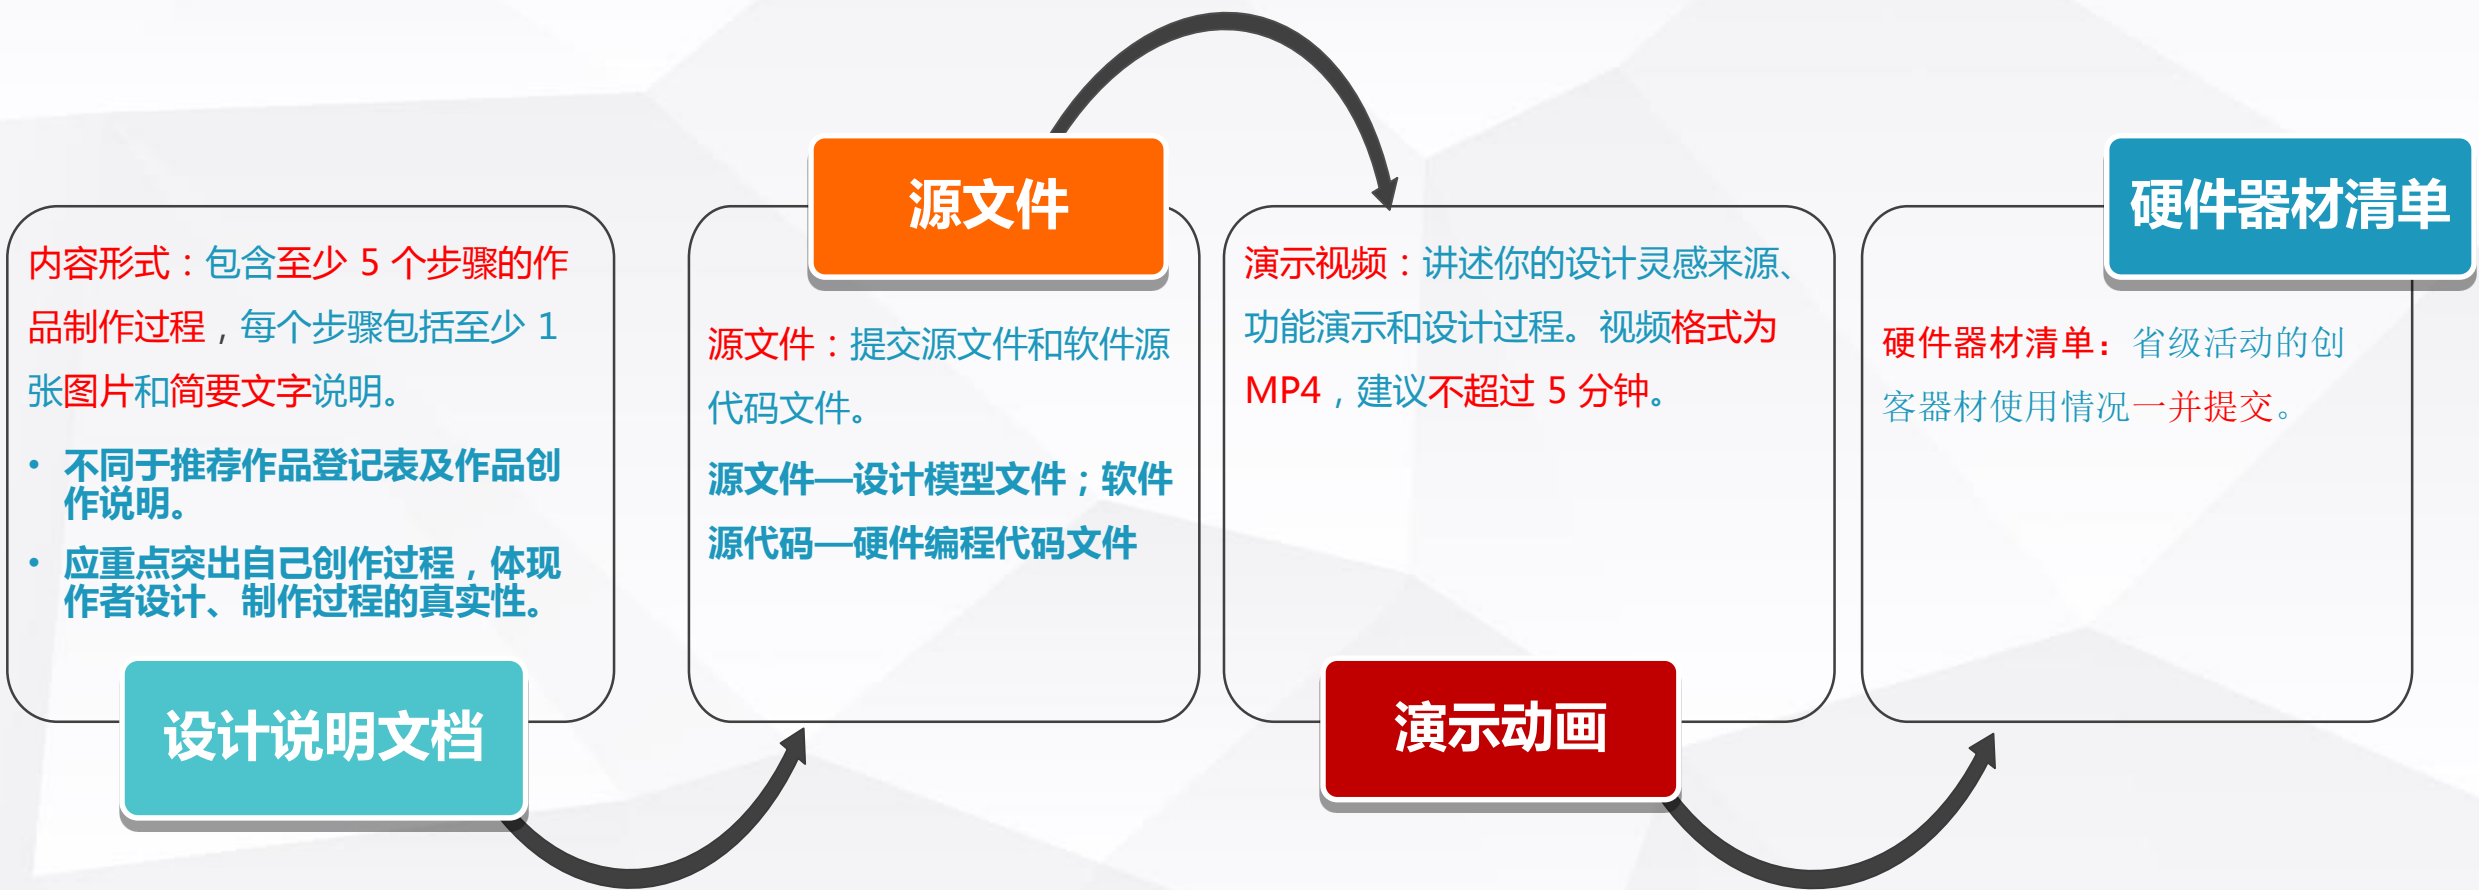 内容形式：包含至少 5 个步骤的作
品制作过程，每个步骤包括至少 1
张图片和简要文字说明。
• 不同于推荐作品登记表及作品创
作说明。
• 应重点突出自己创作过程，体现
作者设计、制作过程的真实性。
设计说明文档
源文件
源文件：提交源文件和软件源
代码文件。
源文件—设计模型文件；软件
源代码—硬件编程代码文件
演示视频：讲述你的设计灵感来源、
功能演示和设计过程。视频格式为
MP4，建议不超过 5 分钟。
演示动画
硬件器材清单
硬件器材清单：省级活动的创
客器材使用情况一并提交。